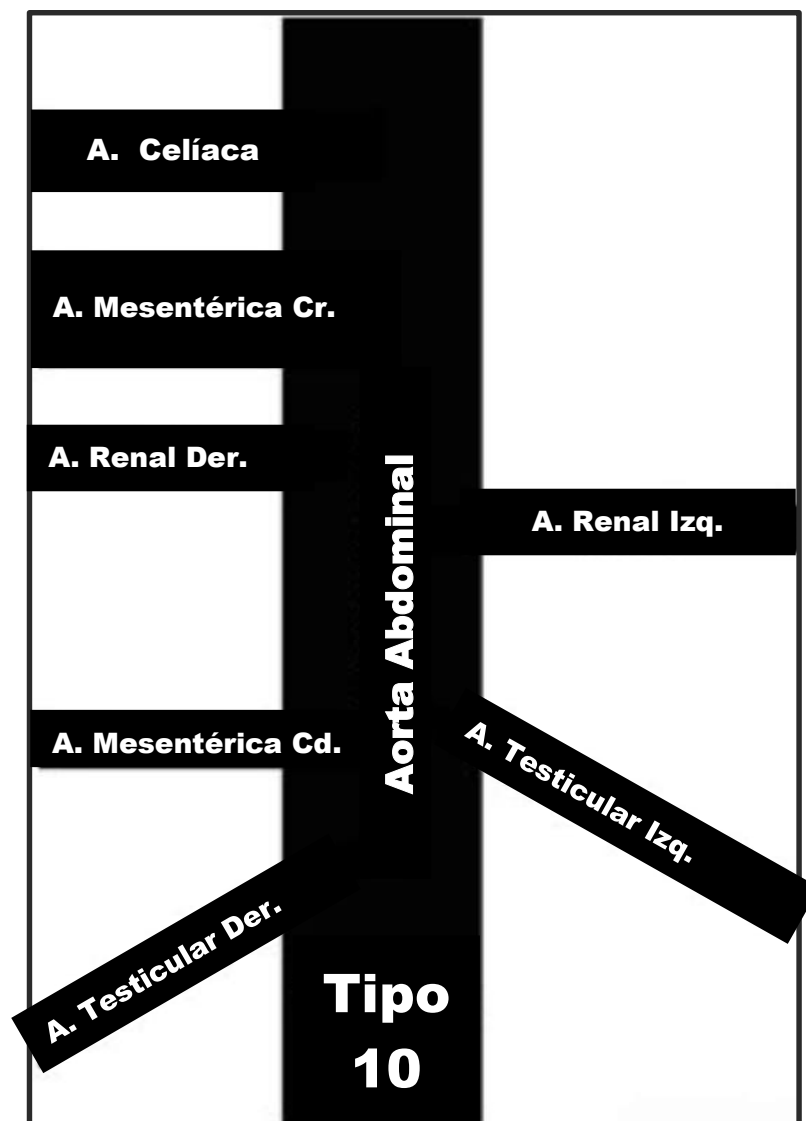 A. Celíaca
A. Mesentérica Cr.
A. Renal Der.
A. Renal Izq.
Aorta Abdominal
A. Mesentérica Cd.
A. Testicular Izq.
A. Testicular Der.
Tipo
10